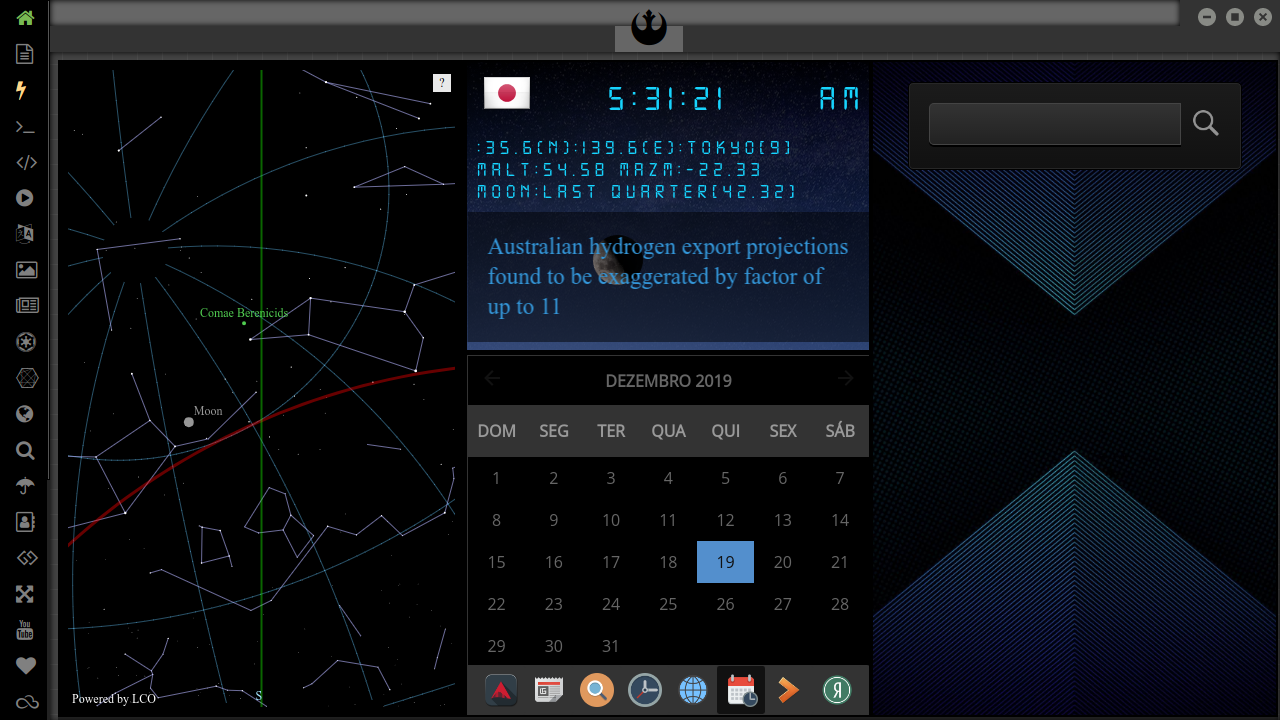 ?
Comae Berenicids
Moon
S
Powered by LCO
5:31:21 AM
:35.6(N):139.6(E):TOKYO(9)
MALT:54.58 MAZM:-22.33
MOON:LAST QUARTER(42.32)
Australian hydrogen export projections
found to be exaggerated by factor of
up to 11
DEZEMBRO 2019
DOM SEG TER QUA QUI SEX SÁB
1 2 3 4 5 6 7
8 9 10 11 12 13 14
15 16 17 18 19 20 21
22 23 24 25 26 27 28
29 30 31
You
Tube
Я